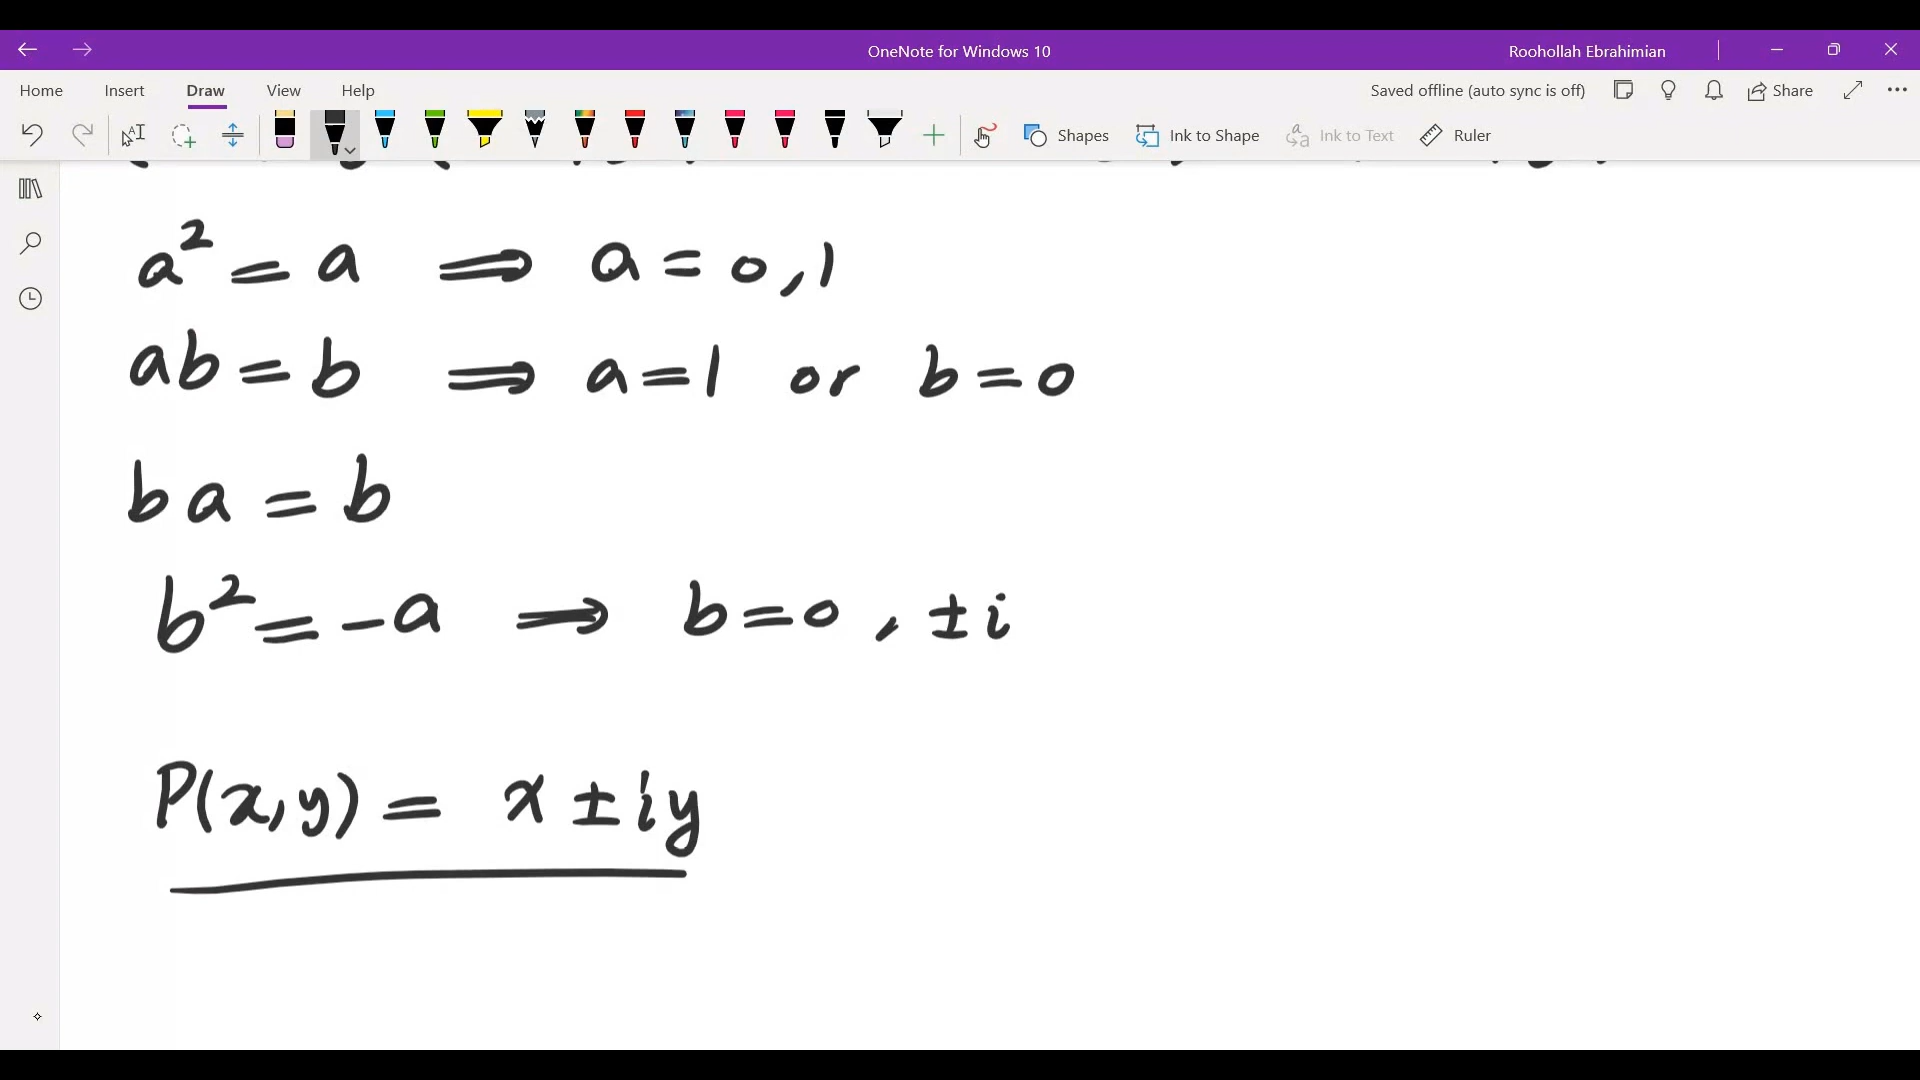 OneNote for Windows 10
Roohollah Ebrahimian
Home Insert Draw View Help
Saved offline (auto sync is off)
Share
Shapes
Ink to Shape
Ink to Text
Ruler
a² = a ⟹ a = 0, 1
ab = b ⟹ a = 1 or b = 0
ba = b
b² = -a ⟹ b = 0, ±i
P(x,y) = x ± iy